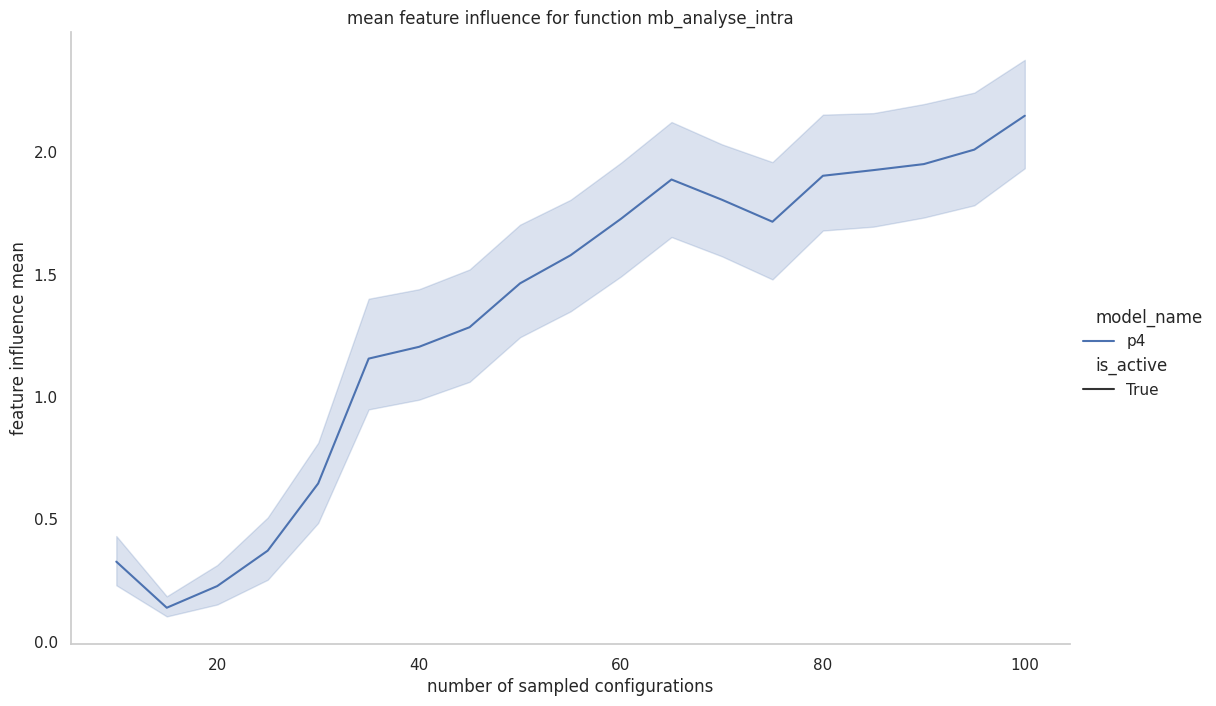 mean feature influence for function mb_analyse_intra
feature influence mean
2.0
1.5
1.0
0.5
0.0
20 40 60 80 100
number of sampled configurations
model_name
p4
is_active
True